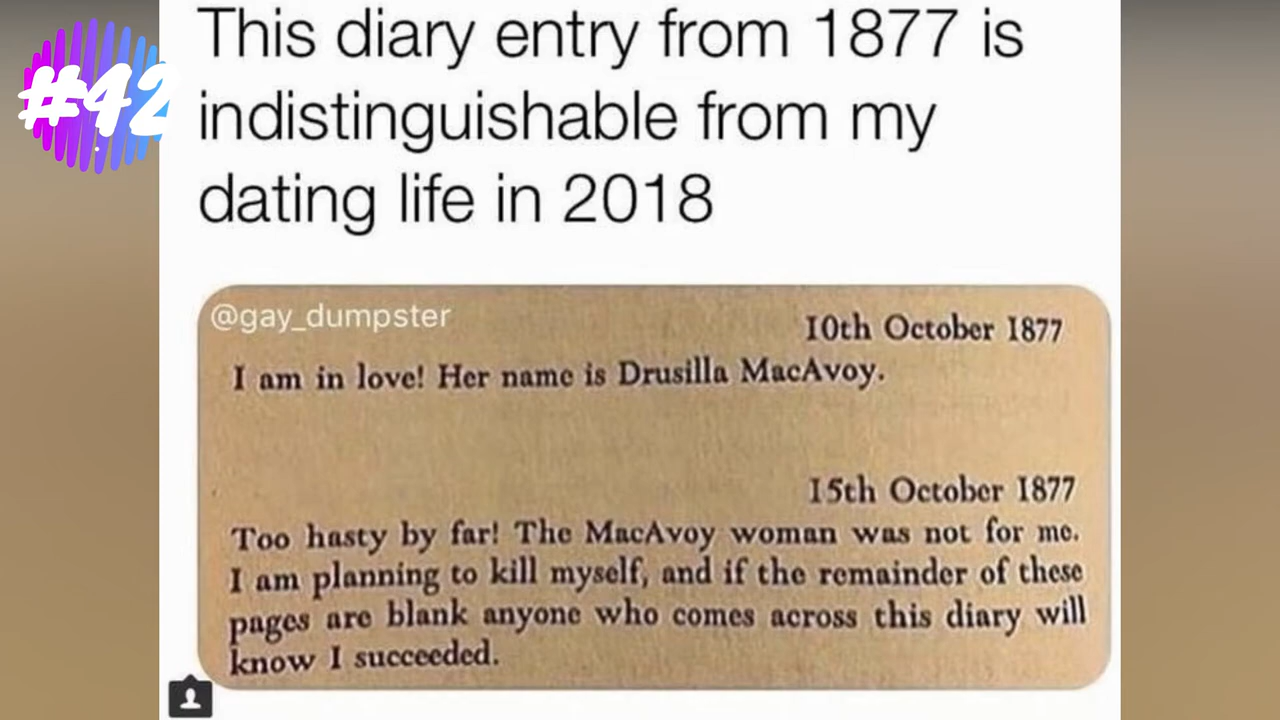 #42
This diary entry from 1877 is
indistinguishable from my
dating life in 2018
@gay_dumpster
10th October 1877
I am in love! Her name is Drusilla MacAvoy.
15th October 1877
Too hasty by far! The MacAvoy woman was not for me.
I am planning to kill myself, and if the remainder of these
pages are blank anyone who comes across this diary will
know I succeeded.